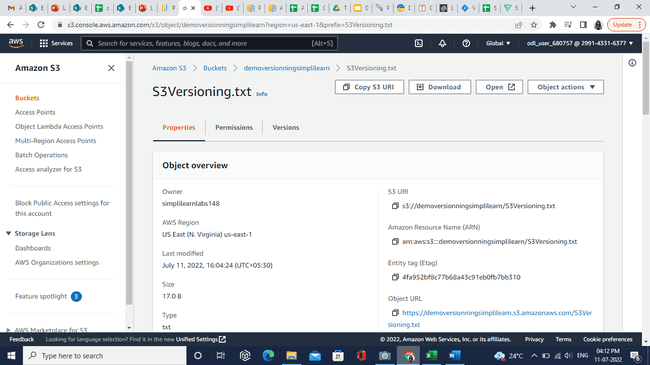 s3.console.aws.amazon.com/s3/object/demoversionningsimplilearn?region=us-east-1&prefix=S3Versioning.txt
Update
aws
Services
Search for services, features, blogs, docs, and more
[Alt+S]
Global
odl_user_680757 @ 2991-4331-6377
Amazon S3
Buckets
Access Points
Object Lambda Access Points
Multi-Region Access Points
Batch Operations
Access analyzer for S3
Block Public Access settings for
this account
Storage Lens
Dashboards
AWS Organizations settings
Feature spotlight 3
AWS Marketplace for S3
Amazon S3 > Buckets > demoversionningsimplilearn > S3Versioning.txt
S3Versioning.txt Info
Copy S3 URI
Download
Open
Object actions
Properties
Permissions
Versions
Object overview
Owner
simplilearnlabs148
AWS Region
US East (N. Virginia) us-east-1
Last modified
July 11, 2022, 16:04:24 (UTC+05:30)
Size
17.0 B
Type
txt
S3 URI
s3://demoversionningsimplilearn/S3Versioning.txt
Amazon Resource Name (ARN)
arn:aws:s3:::demoversionningsimplilearn/S3Versioning.txt
Entity tag (Etag)
4fa952bf8c77b68a43c91eb0fb7bb310
Object URL
https://demoversionningsimplilearn.s3.amazonaws.com/S3Ver
sioning.txt
Feedback
Looking for language selection? Find it in the new Unified Settings
© 2022, Amazon Web Services, Inc. or its affiliates.
Privacy
Terms
Cookie preferences
Type here to search
24°C
ENG
04:12 PM
11-07-2022